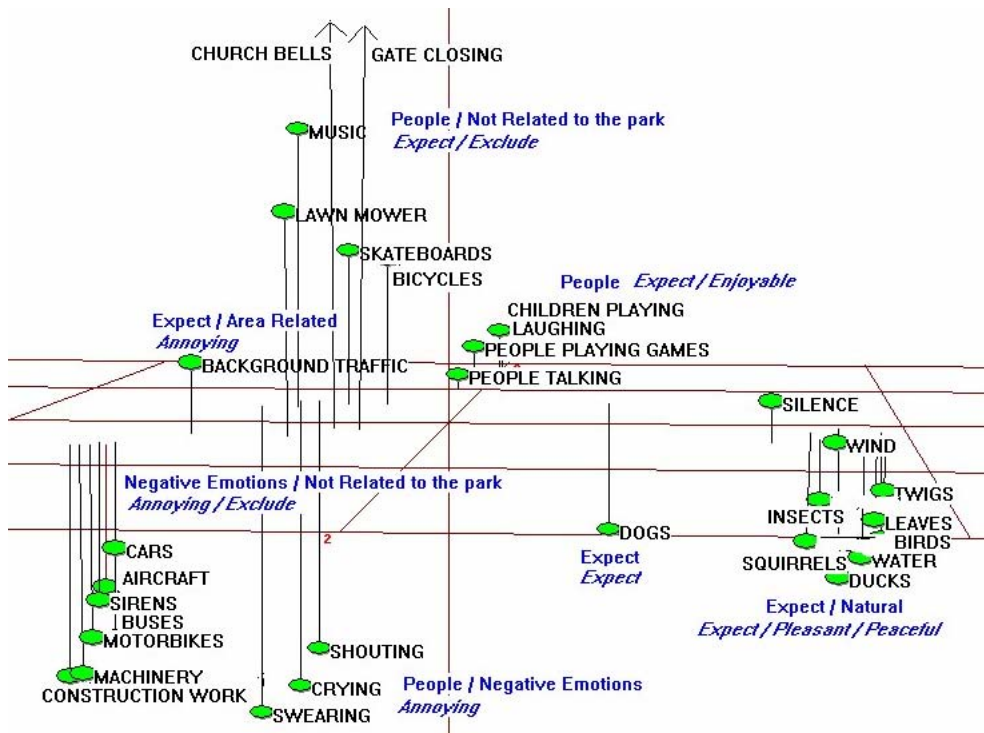 CHURCH BELLS
GATE CLOSING
People / Not Related to the park
Expect / Exclude
MUSIC
LAWN MOWER
SKATEBOARDS
BICYCLES
People Expect / Enjoyable
CHILDREN PLAYING
LAUGHING
Expect / Area Related
Annoying
PEOPLE PLAYING GAMES
BACKGROUND TRAFFIC
PEOPLE TALKING
SILENCE
WIND
Negative Emotions / Not Related to the park
Annoying / Exclude
TWIGS
INSECTS
LEAVES
DOGS
BIRDS
2
CARS
SQUIRRELS
WATER
Expect
Expect
AIRCRAFT
DUCKS
SIRENS
Expect / Natural
Expect / Pleasant / Peaceful
BUSES
MOTORBIKES
SHOUTING
MACHINERY
CONSTRUCTION WORK
CRYING
People / Negative Emotions
Annoying
SWEARING